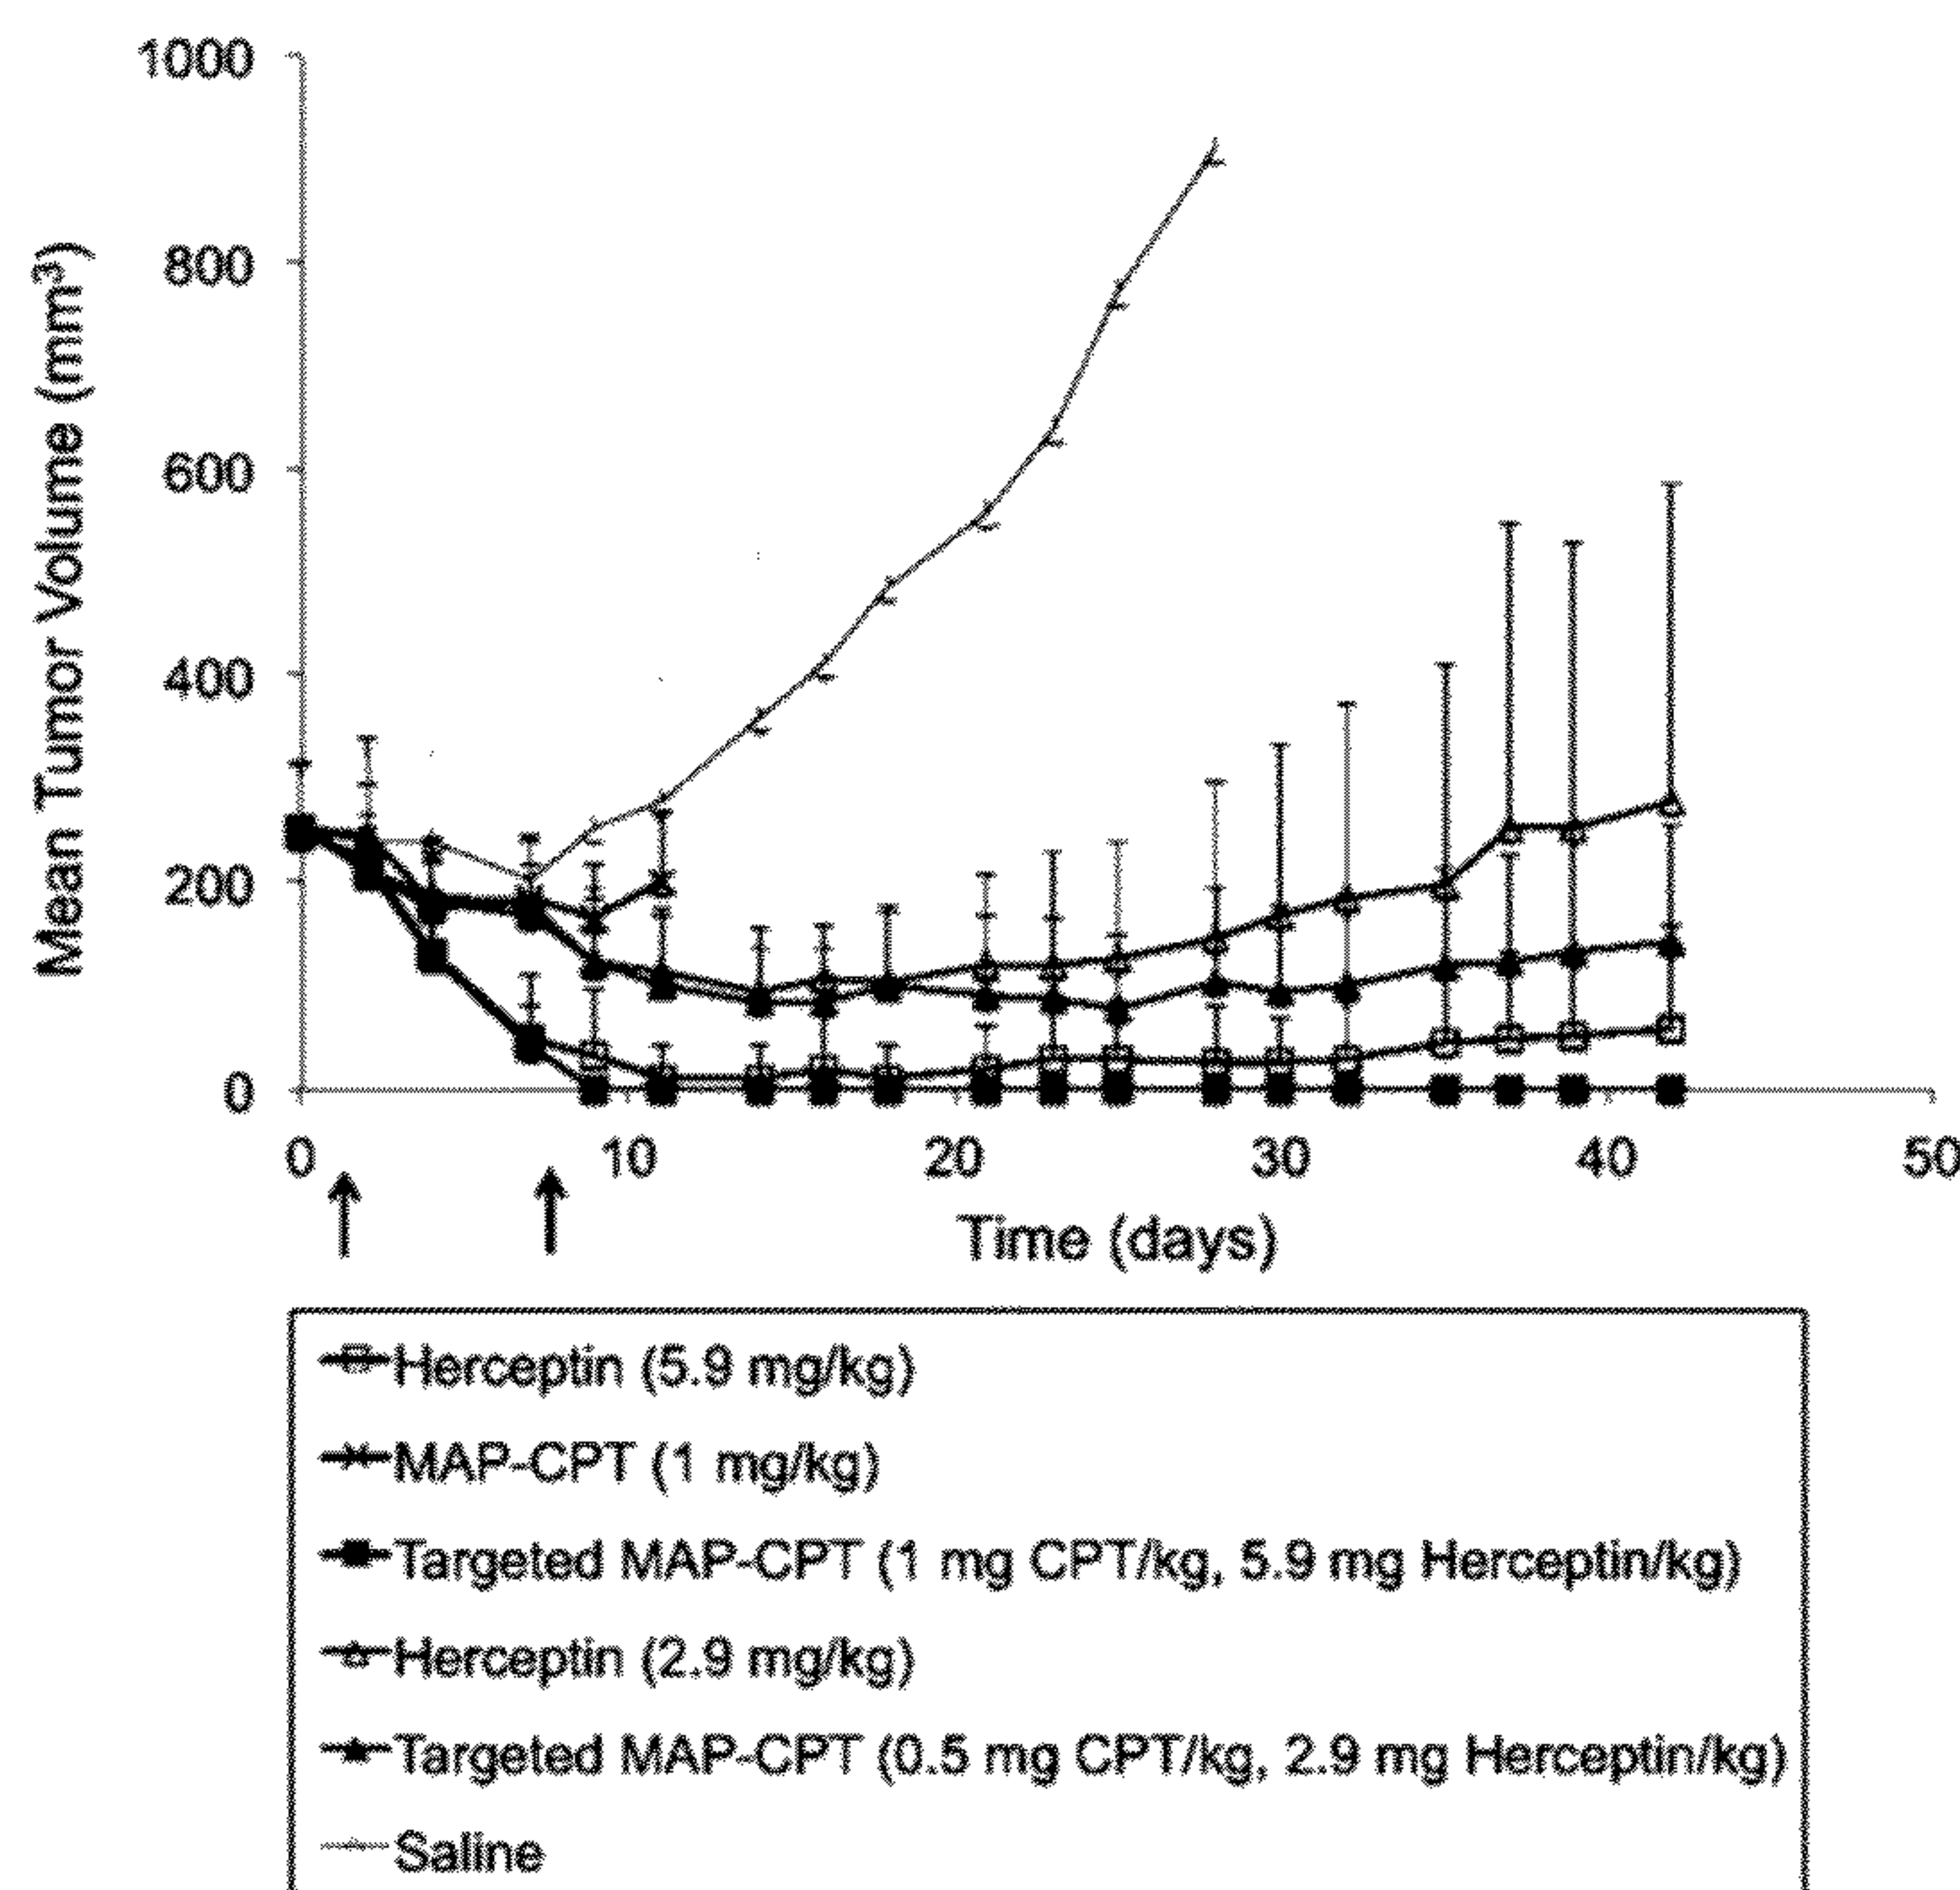 Mean Tumor Volume (mm³)
1000
800
600
400
200
0
0 10 20 30 40 50
Time (days)
Herceptin (5.9 mg/kg)
MAP-CPT (1 mg/kg)
Targeted MAP-CPT (1 mg CPT/kg, 5.9 mg Herceptin/kg)
Herceptin (2.9 mg/kg)
Targeted MAP-CPT (0.5 mg CPT/kg, 2.9 mg Herceptin/kg)
Saline